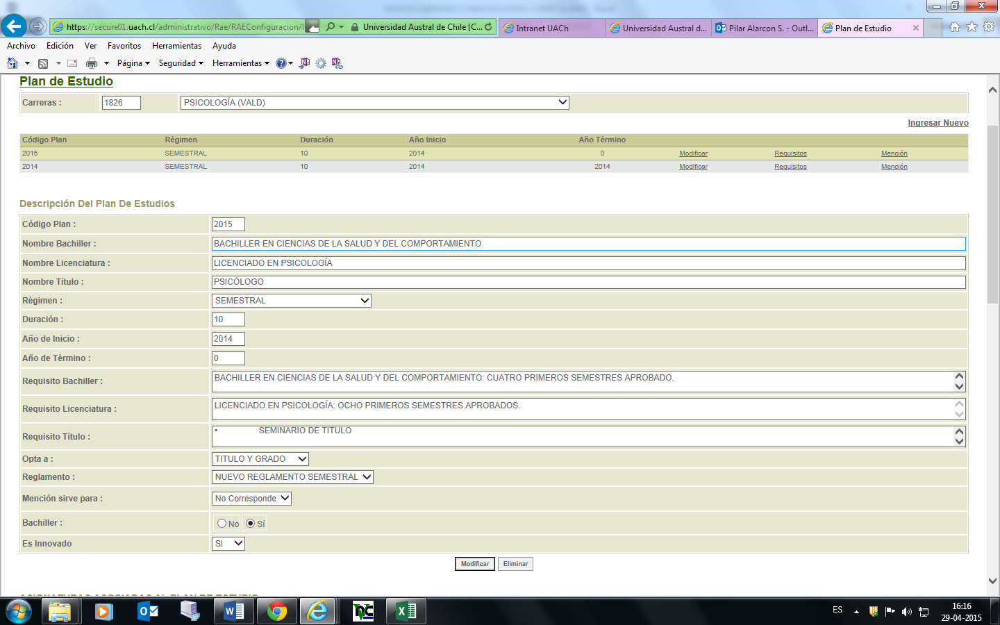 https://secure01.uach.cl/administrativo/Rae/RAEConfiguracion/I
Universidad Austral de Chile [C...
Intranet UACh
Universidad Austral d...
Pilar Alarcon S. - Outl...
Plan de Estudio
Archivo Edición Ver Favoritos Herramientas Ayuda
Página Seguridad Herramientas
Plan de Estudio
Carreras : 1826 PSICOLOGÍA (VALD)
Ingresar Nuevo
Código Plan Régimen Duración Año Inicio Año Término
2015 SEMESTRAL 10 2014 0 Modificar Requisitos Mención
2014 SEMESTRAL 10 2014 2014 Modificar Requisitos Mención
Descripción Del Plan De Estudios
Código Plan : 2015
Nombre Bachiller : BACHILLER EN CIENCIAS DE LA SALUD Y DEL COMPORTAMIENTO
Nombre Licenciatura : LICENCIADO EN PSICOLOGÍA
Nombre Título : PSICÓLOGO
Régimen : SEMESTRAL
Duración : 10
Año de Inicio : 2014
Año de Término : 0
Requisito Bachiller : BACHILLER EN CIENCIAS DE LA SALUD Y DEL COMPORTAMIENTO: CUATRO PRIMEROS SEMESTRES APROBADO.
Requisito Licenciatura : LICENCIADO EN PSICOLOGÍA: OCHO PRIMEROS SEMESTRES APROBADOS.
Requisito Título : • SEMINARIO DE TITULO
Opta a : TITULO Y GRADO
Reglamento : NUEVO REGLAMENTO SEMESTRAL
Mención sirve para : No Corresponde
Bachiller : No Sí
Es Innovado SI
Modificar Eliminar
ES
16:16
29-04-2015